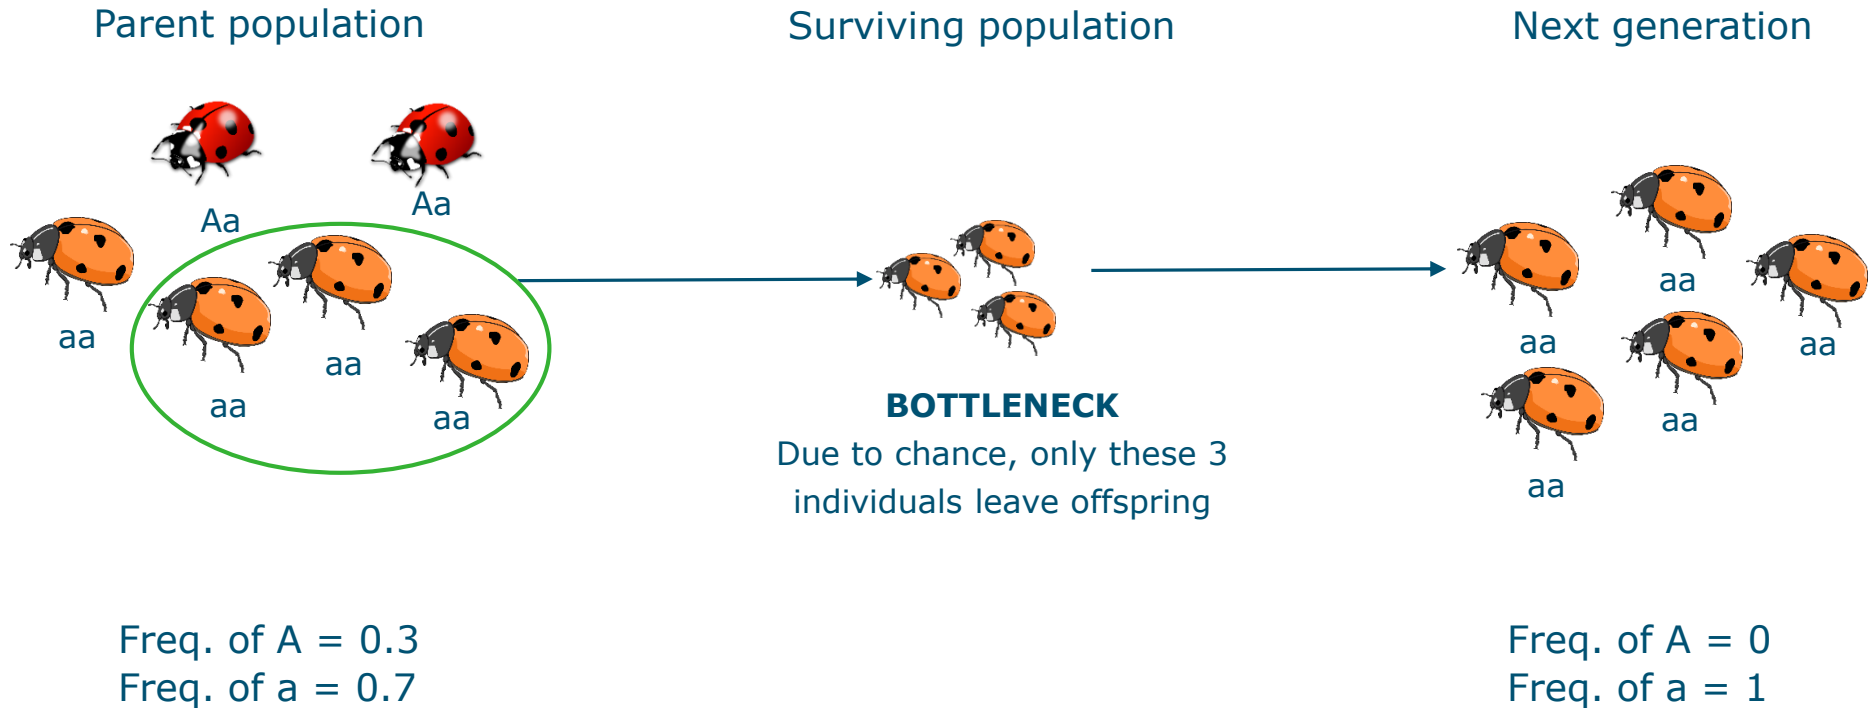 Parent population
Surviving population
Next generation
Aa
Aa
aa
aa
aa
aa
BOTTLENECK
Due to chance, only these 3
individuals leave offspring
aa
aa
aa
aa
aa
Freq. of A = 0.3
Freq. of a = 0.7
Freq. of A = 0
Freq. of a = 1